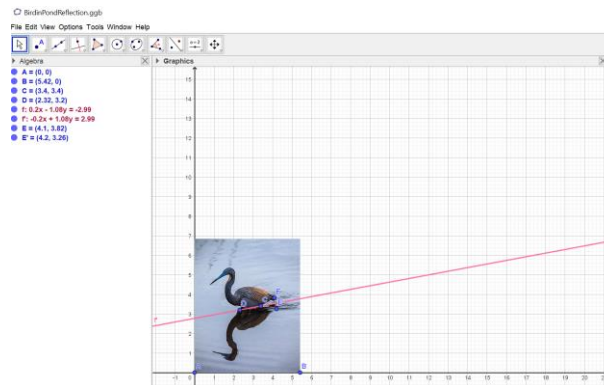 BirdinPondReflection.ggb
File Edit View Options Tools Window Help
Algebra
Graphics
A = (0, 0)
B = (5.42, 0)
C = (3.4, 3.4)
D = (2.32, 3.2)
f: 0.2x - 1.08y = -2.99
f': -0.2x + 1.08y = 2.99
E = (4.1, 3.82)
E' = (4.2, 3.26)
15
14
13
12
11
10
9
8
7
6
5
4
3
2
1
D
C
E
f'
B
-1 0 1 2 3 4 5 6 7 8 9 10 11 12 13 14 15 16 17 18 19 20